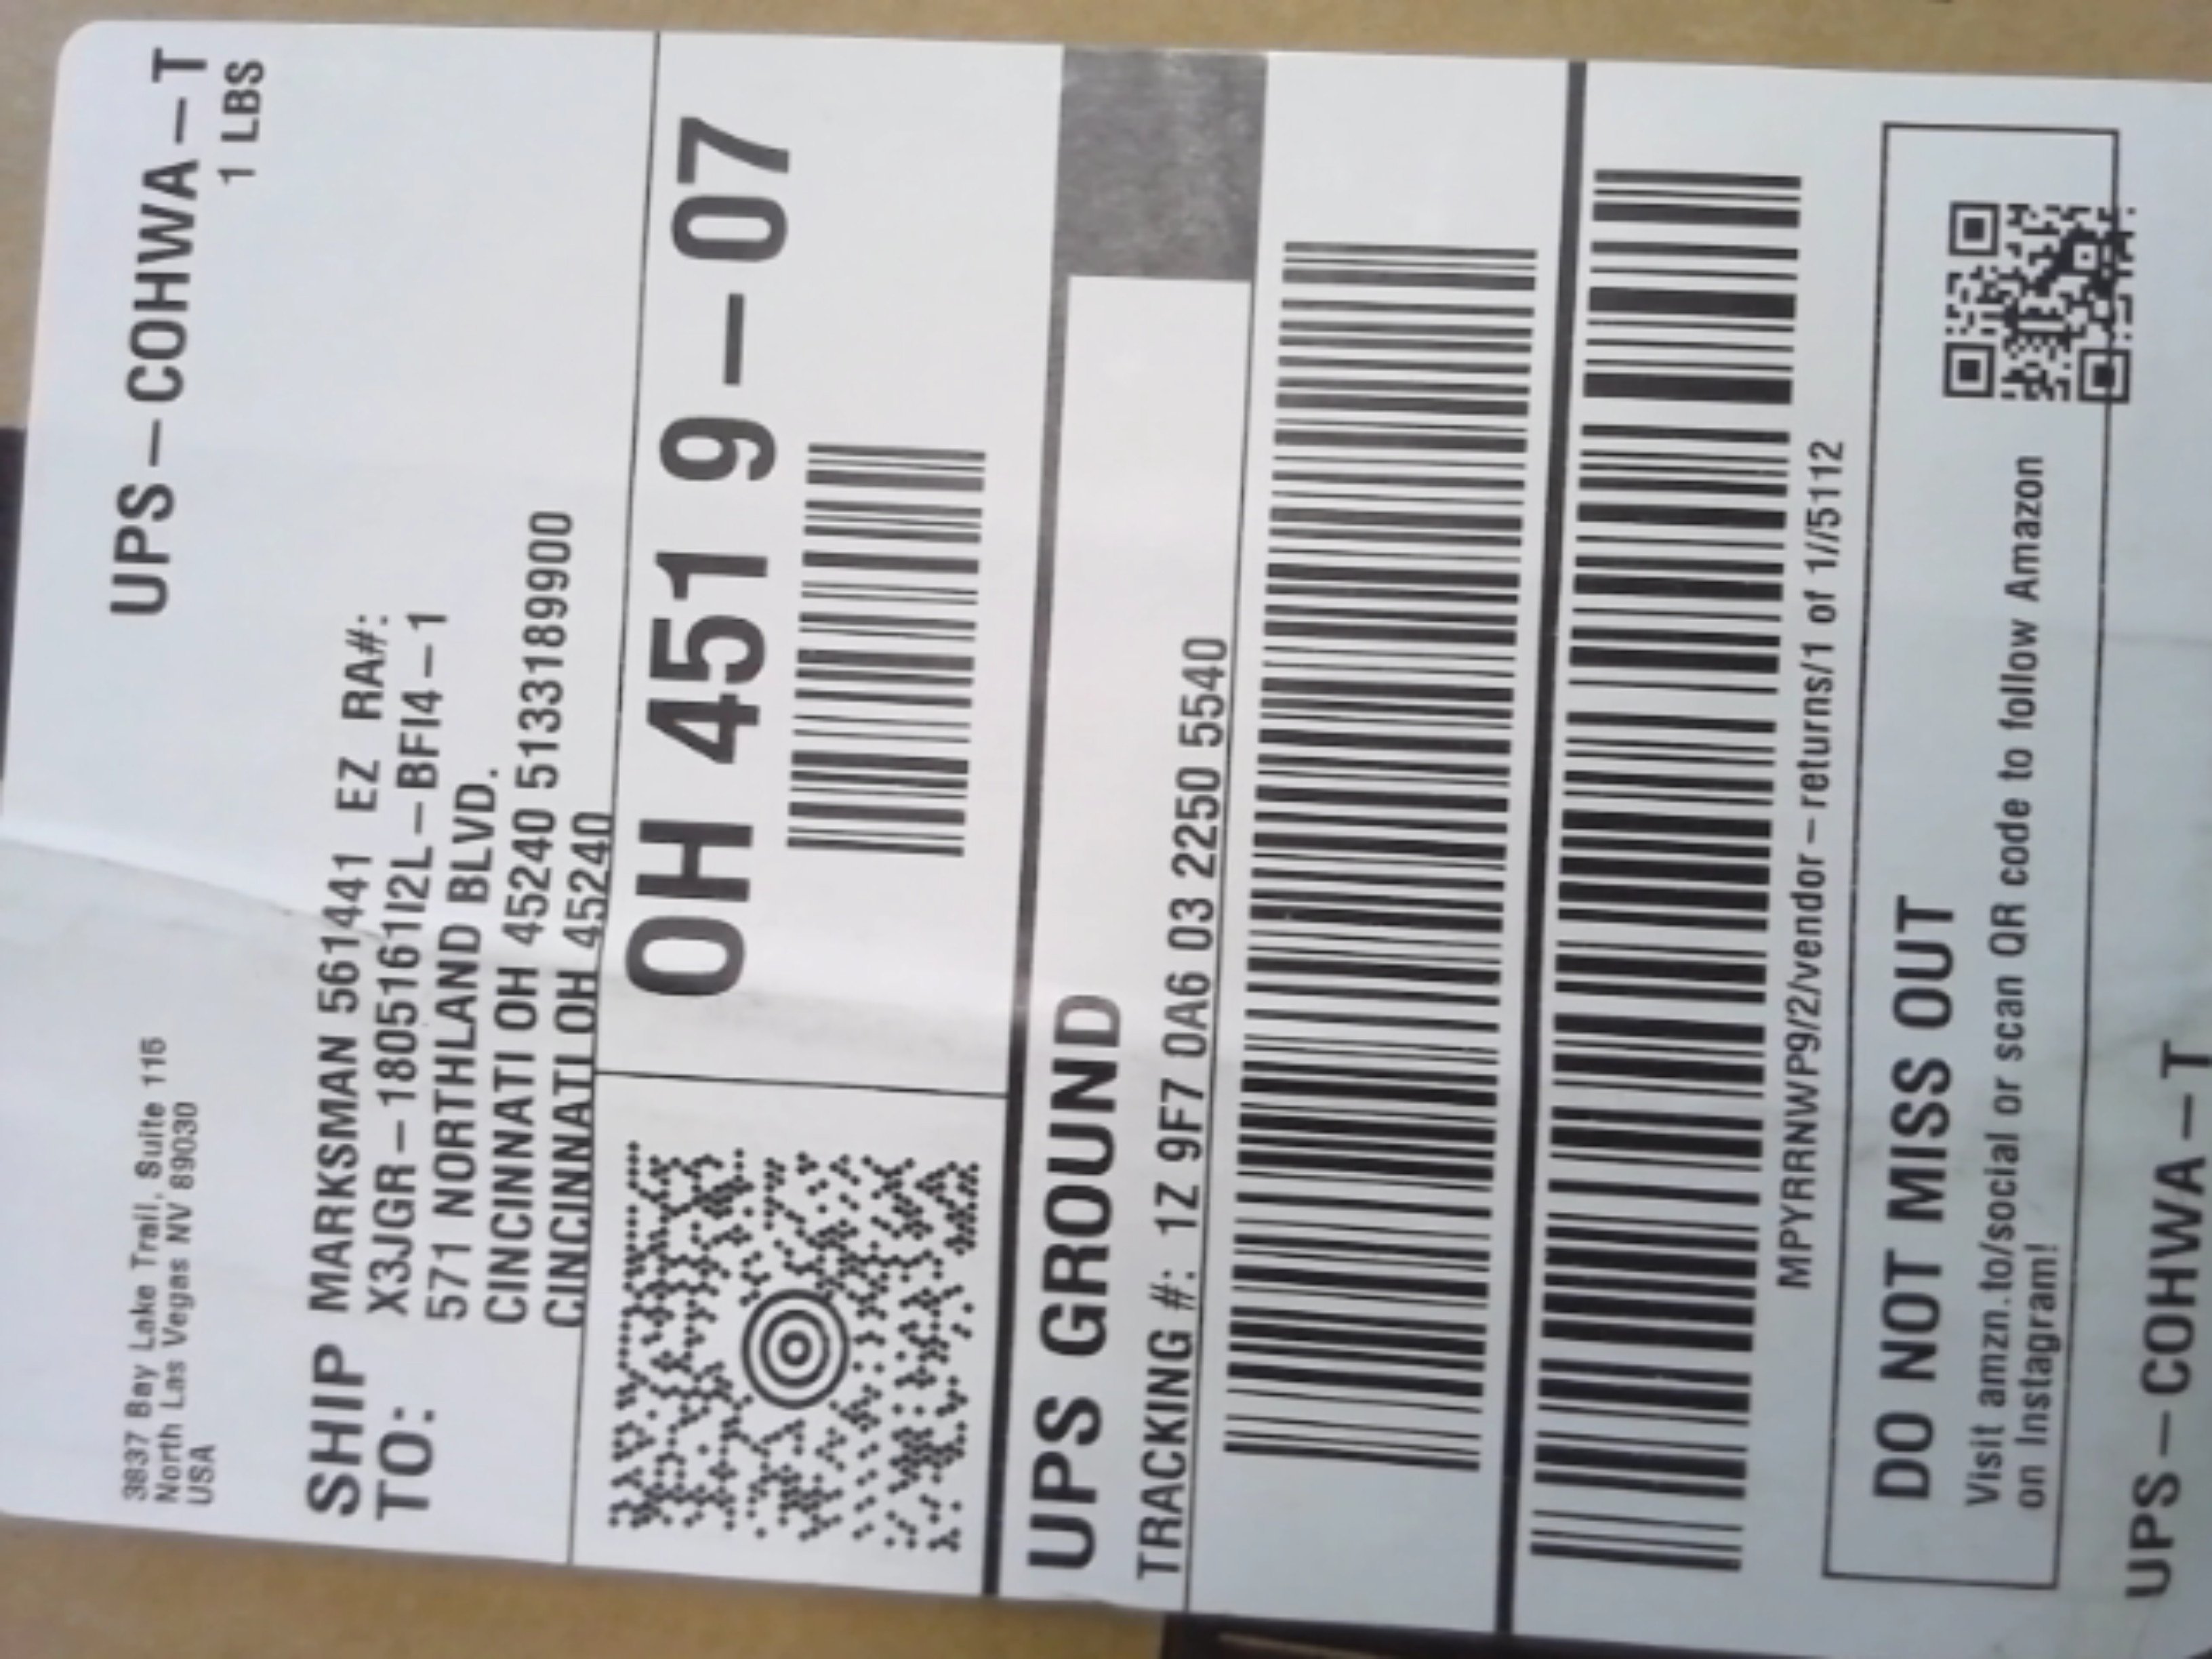 3837 Bay Lake Trail, Suite 115
North Las Vegas NV 89030
USA
UPS-COHWA-T
1 LBS
SHIP TO:
MARKSMAN 561441 EZ RA#:
X3JGR-18051611I2L-BFI4-1
571 NORTHLAND BLVD.
CINCINNATI OH 45240 5133189900
CINCINNATI OH 45240
OH 451 9-07
UPS GROUND
TRACKING #: 1Z 9F7 0A6 03 2250 5540
MPYRRNWP9/2/vendor-returns/1 of 1//5112
DO NOT MISS OUT
Visit amzn.to/social or scan QR code to follow Amazon
on Instagram!
UPS-COHWA-T